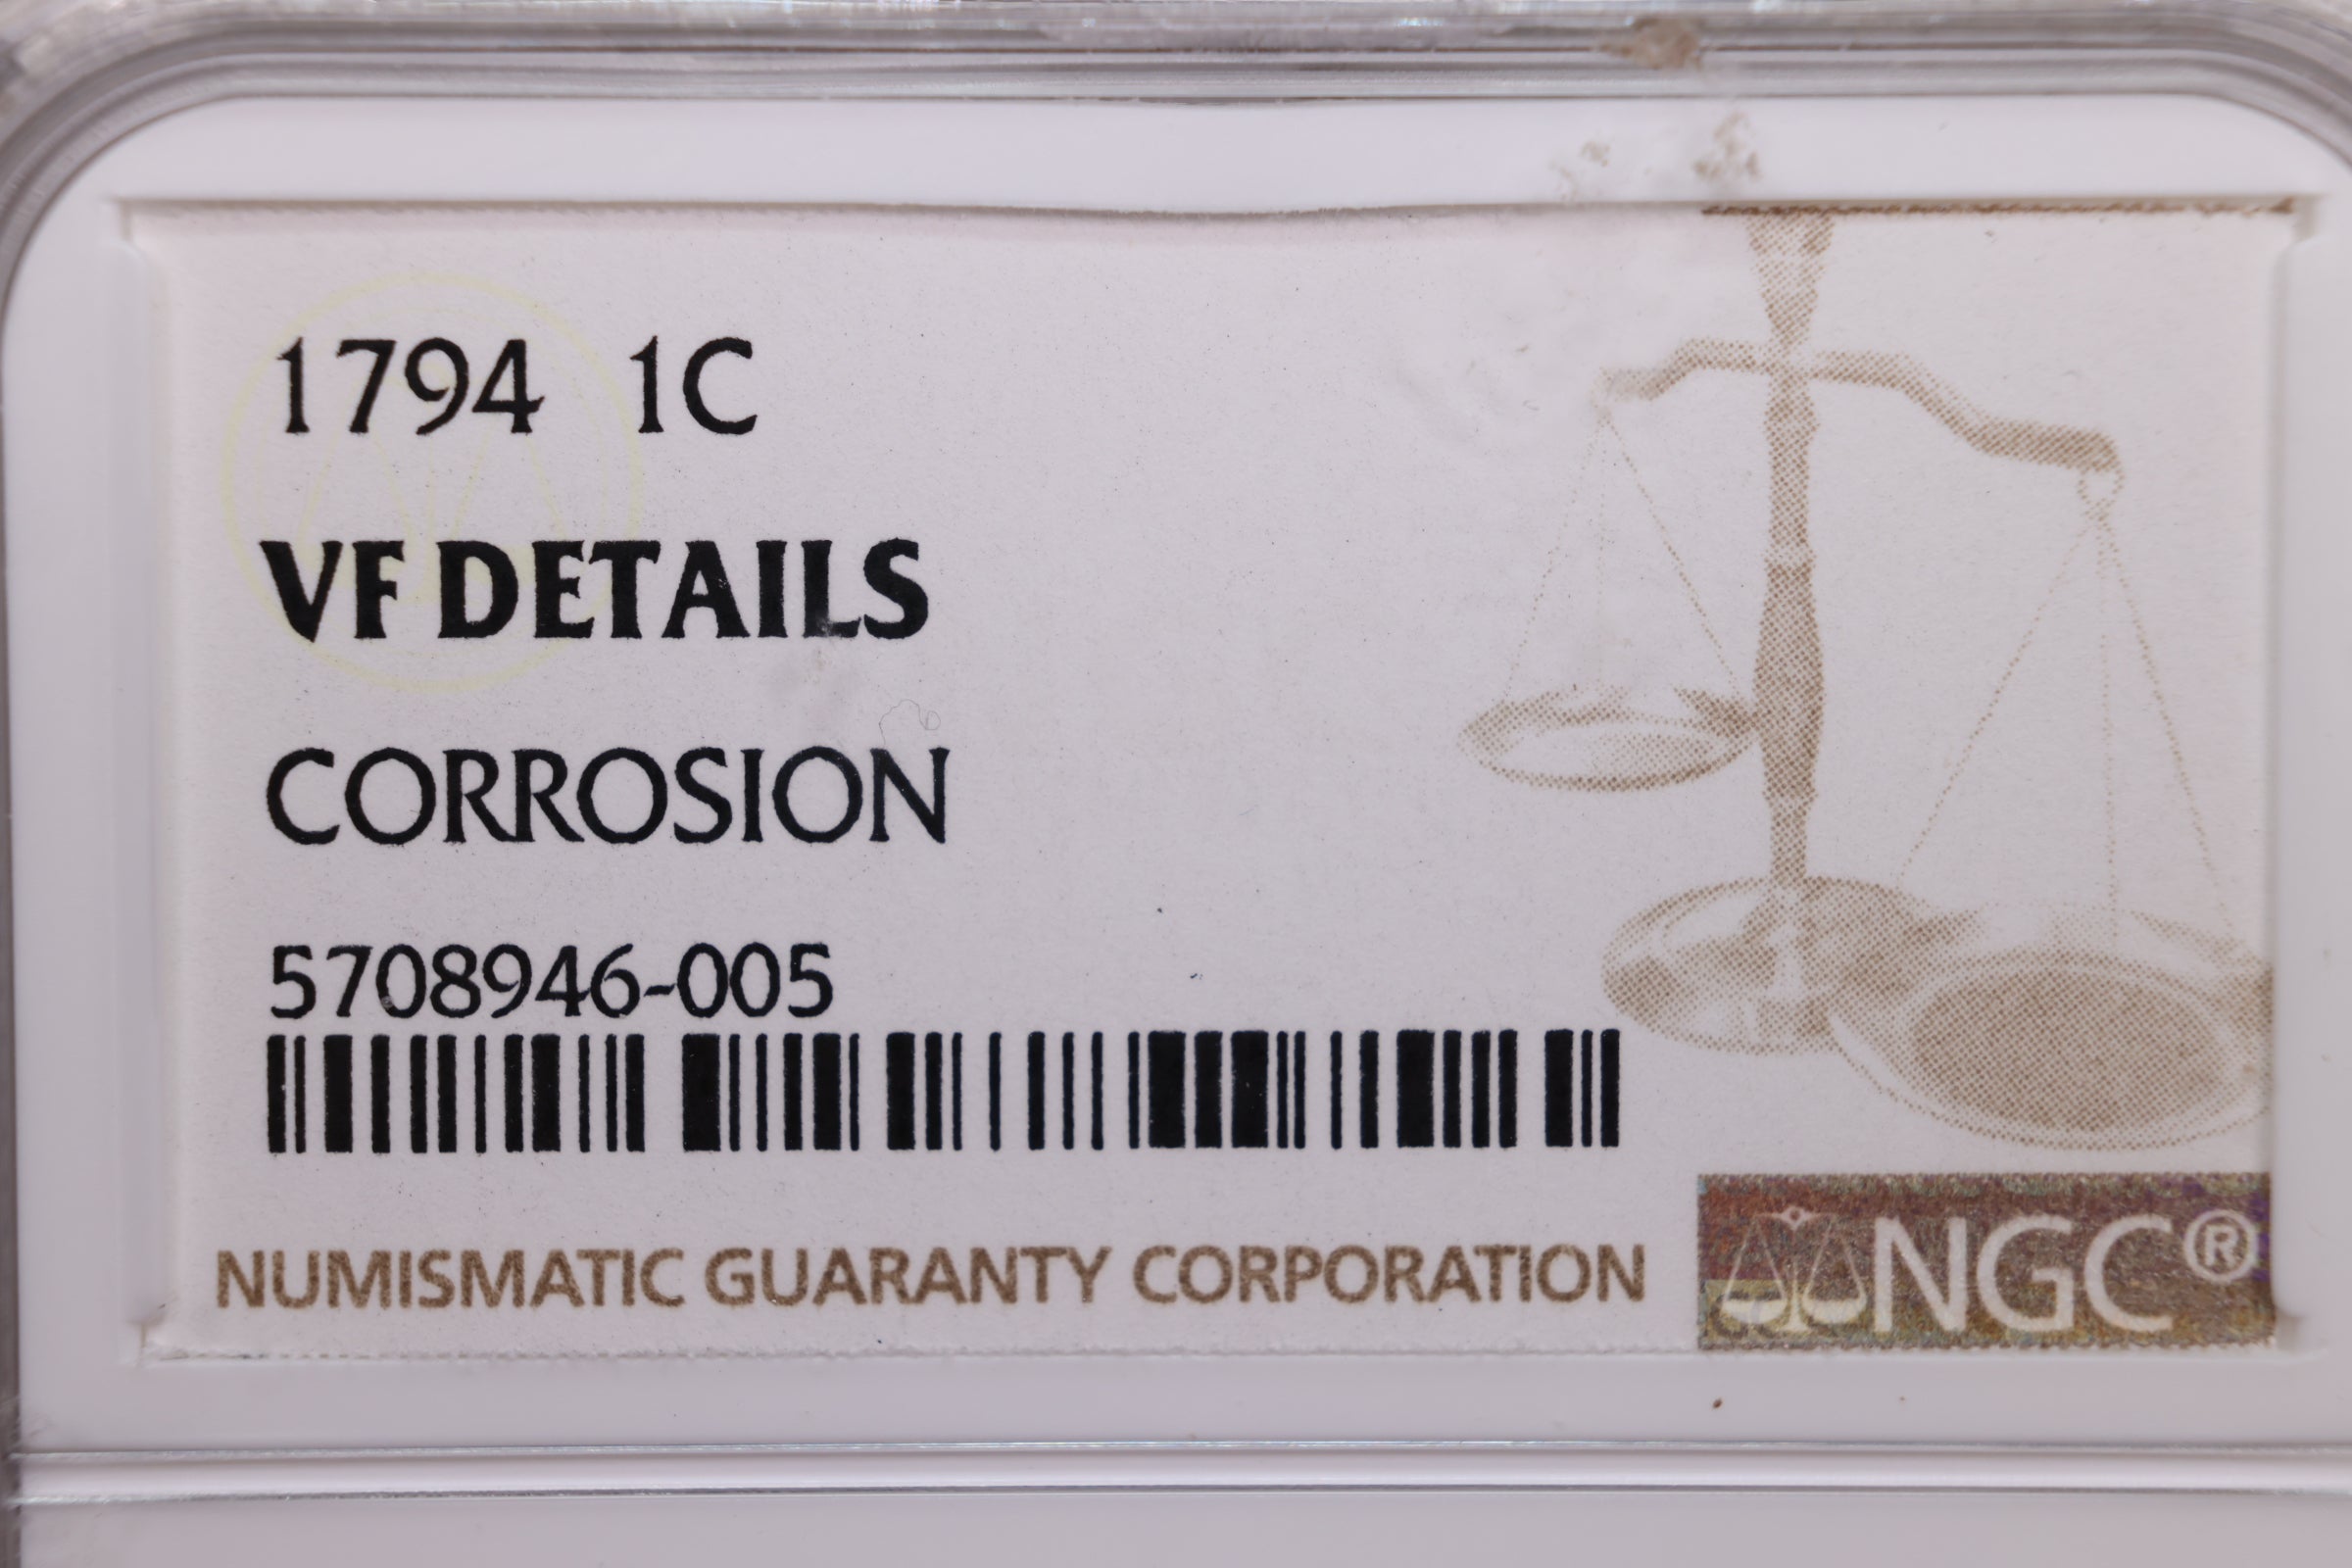 1794 1C
VF DETAILS
CORROSION
5708946-005
NUMISMATIC GUARANTY CORPORATION
NGC®